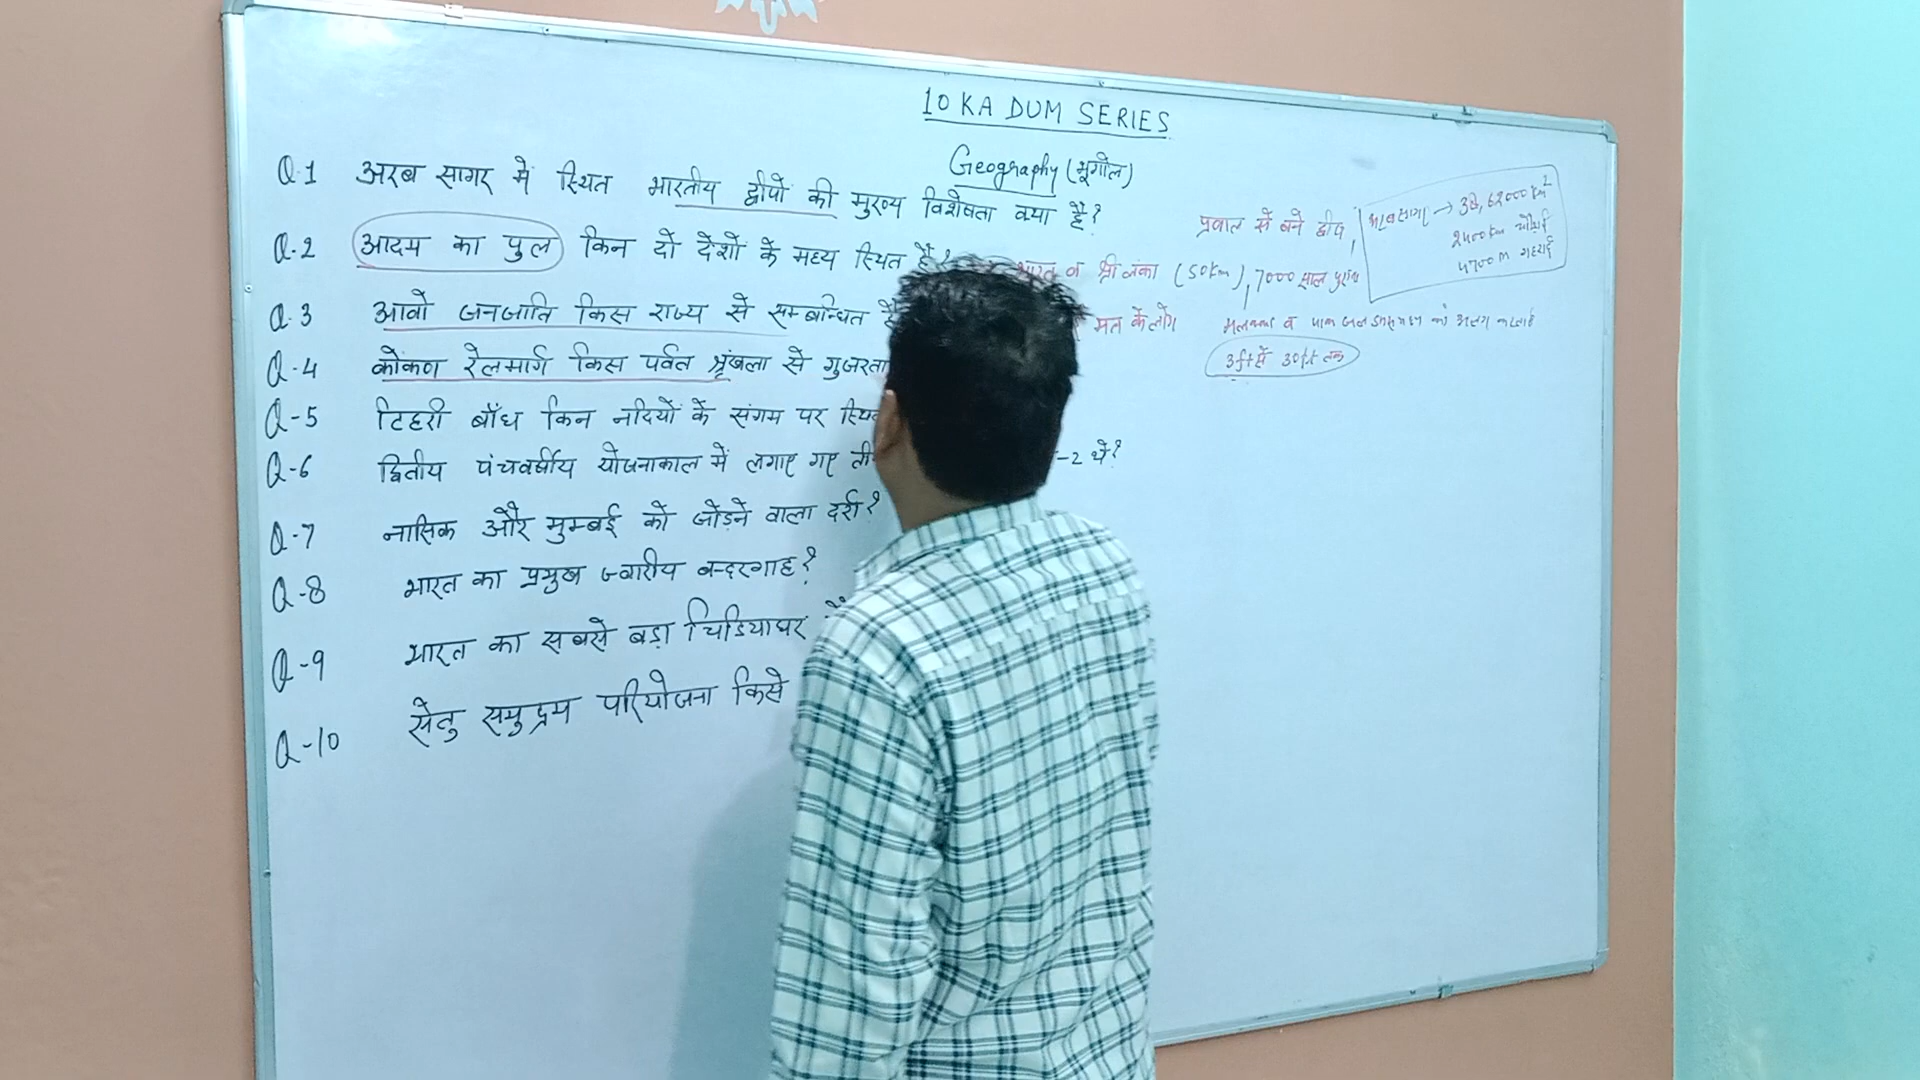 10 KA DUM SERIES
Geography (भूगोल)
Q.1 अरब सागर में स्थित भारतीय द्वीपों की मुख्य विशेषता क्या है?
प्रवाल से बने द्वीप,
2400km चौड़ाई
4700 m गहराई
Q.2 आदम का पुल किन दो देशों के मध्य स्थित है?
भारत व श्रीलंका (50km), 7000 साल पुराना
Q.3 आवो जनजाति किस राज्य से सम्बन्धित है
मत के लोग
3ft से 30ft तक
Q-4 कोंकण रेलमार्ग किस पर्वत श्रृंखला से गुजरता
Q-5 टिहरी बाँध किन नदियों के संगम पर
Q-6 द्वितीय पंचवर्षीय योजनाकाल में लगाए गए -2 थे?
Q-7 नासिक और मुम्बई को जोड़ने वाला दर्रा?
Q-8 भारत का प्रमुख ज्वारीय बन्दरगाह?
Q-9 भारत का सबसे बड़ा चिडियाघर
Q-10 सेतु समुद्रम परियोजना किसे